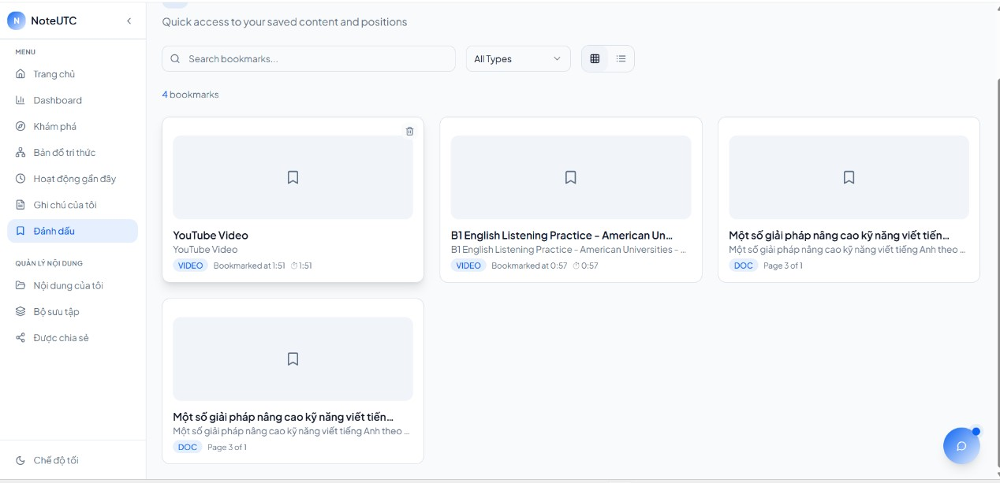 N NoteUTC
MENU
Trang chủ
Dashboard
Khám phá
Bản đồ tri thức
Hoạt động gần đây
Ghi chú của tôi
Đánh dấu
QUẢN LÝ NỘI DUNG
Nội dung của tôi
Bộ sưu tập
Được chia sẻ
Chế độ tối
Quick access to your saved content and positions
Search bookmarks...
All Types
4 bookmarks
YouTube Video
YouTube Video
VIDEO Bookmarked at 1:51 ⏱ 1:51
B1 English Listening Practice - American Un...
B1 English Listening Practice - American Universities - ...
VIDEO Bookmarked at 0:57 ⏱ 0:57
Một số giải pháp nâng cao kỹ năng viết tiến...
Một số giải pháp nâng cao kỹ năng viết tiếng Anh theo ...
DOC Page 3 of 1
Một số giải pháp nâng cao kỹ năng viết tiến...
Một số giải pháp nâng cao kỹ năng viết tiếng Anh theo ...
DOC Page 3 of 1